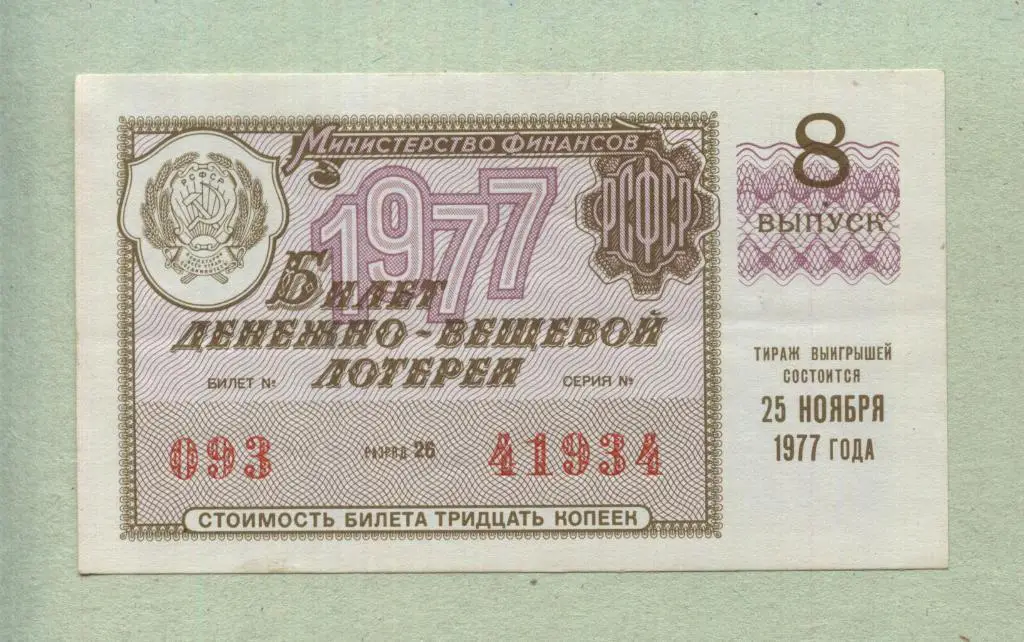 Министерство финансов
РСФСР
РСФСР
1977
Билет
денежно-вещевой
лотереи
БИЛЕТ №
СЕРИЯ №
093
РАЗРЯД 26
41934
СТОИМОСТЬ БИЛЕТА ТРИДЦАТЬ КОПЕЕК
8
ВЫПУСК
ТИРАЖ ВЫИГРЫШЕЙ
СОСТОИТСЯ
25 НОЯБРЯ
1977 ГОДА